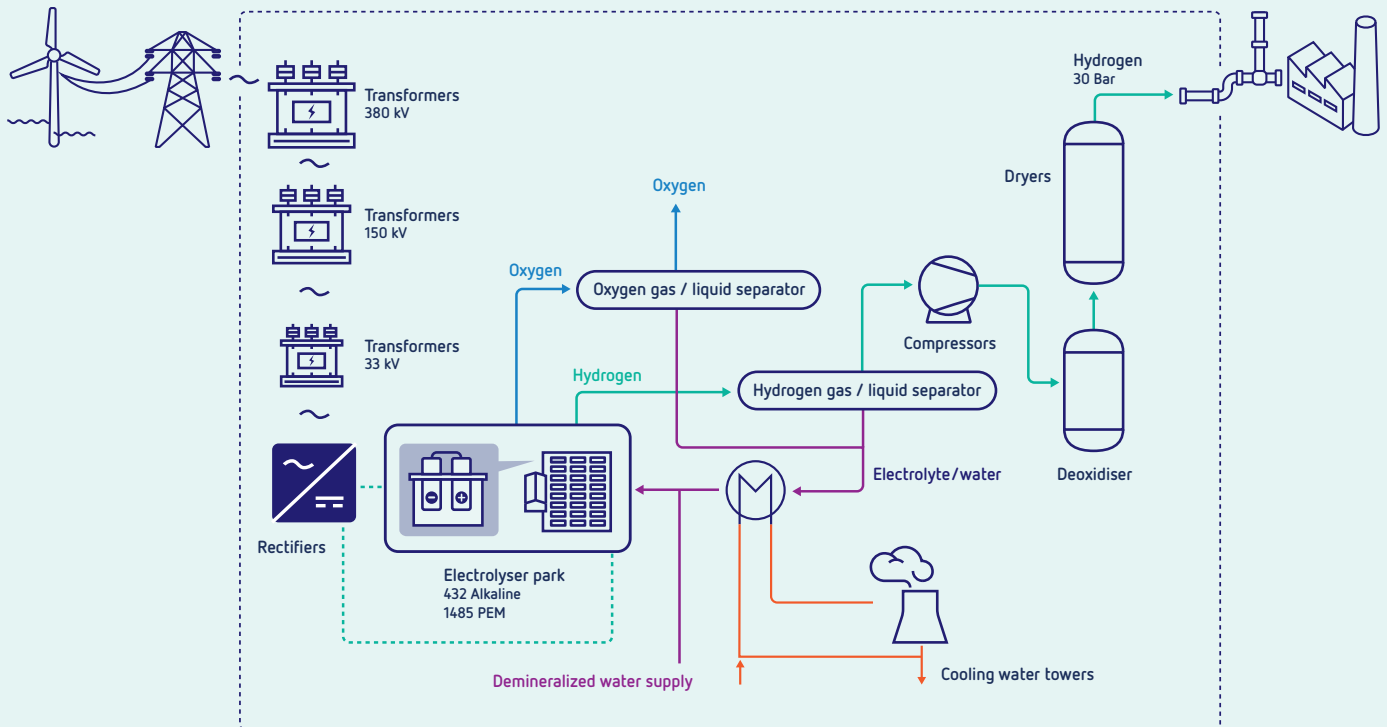 Transformers
380 kV
Transformers
150 kV
Transformers
33 kV
Rectifiers
Electrolyser park
432 Alkaline
1485 PEM
Oxygen
Oxygen
Oxygen gas / liquid separator
Hydrogen
Hydrogen gas / liquid separator
Electrolyte/water
Demineralized water supply
Cooling water towers
Compressors
Deoxidiser
Dryers
Hydrogen
30 Bar